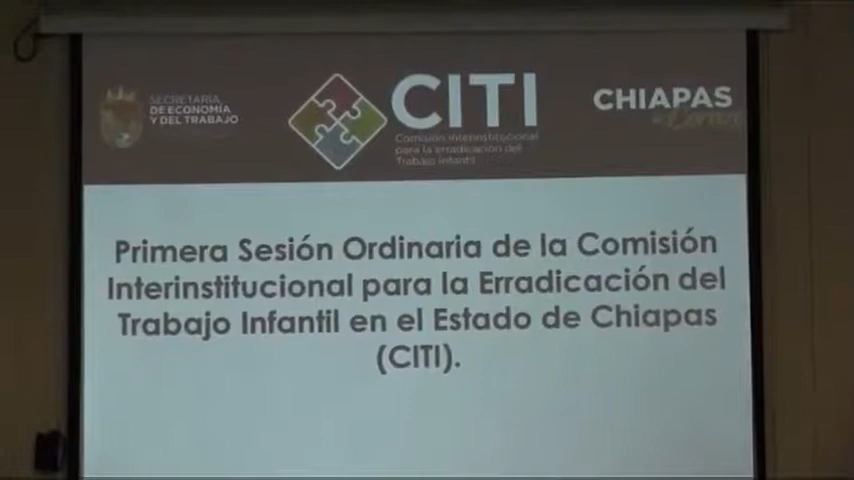 SECRETARÍA
DE ECONOMÍA
Y DEL TRABAJO
CITI
Comisión Interinstitucional
para la erradicación del
Trabajo Infantil
CHIAPAS
Primera Sesión Ordinaria de la Comisión
Interinstitucional para la Erradicación del
Trabajo Infantil en el Estado de Chiapas
(CITI).